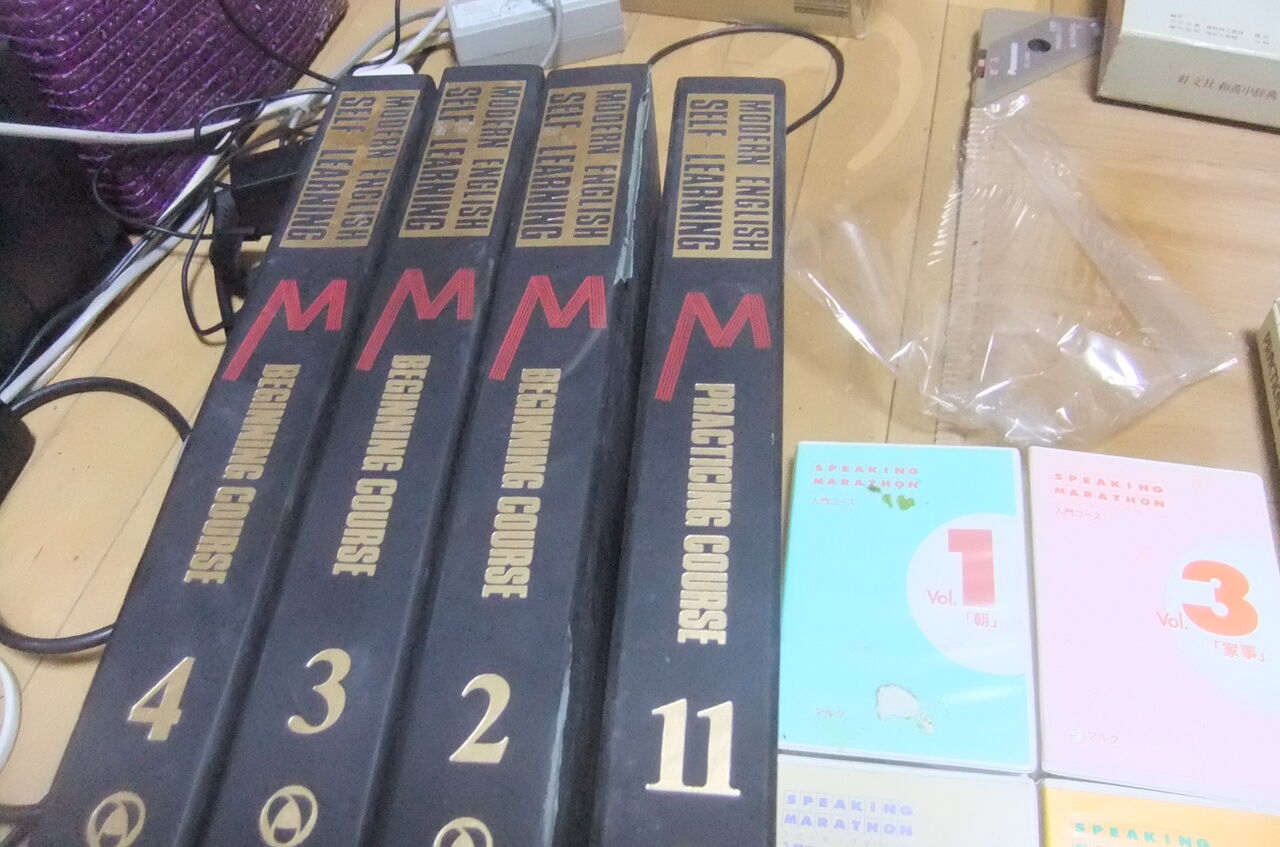 MODERN ENGLISH
SELF-LEARNING
BEGINNING COURSE
4
MODERN ENGLISH
SELF-LEARNING
BEGINNING COURSE
3
MODERN ENGLISH
SELF-LEARNING
BEGINNING COURSE
2
MODERN ENGLISH
SELF-LEARNING
PRACTICING COURSE
11
旺文社 和英中辞典
SPEAKING
MARATHON
入門コース
Vol. 1
「朝」
アルク
SPEAKING
MARATHON
入門コース
Vol. 3
「家事」
アルク
SPEAKING
MARATHON
SPEAKING